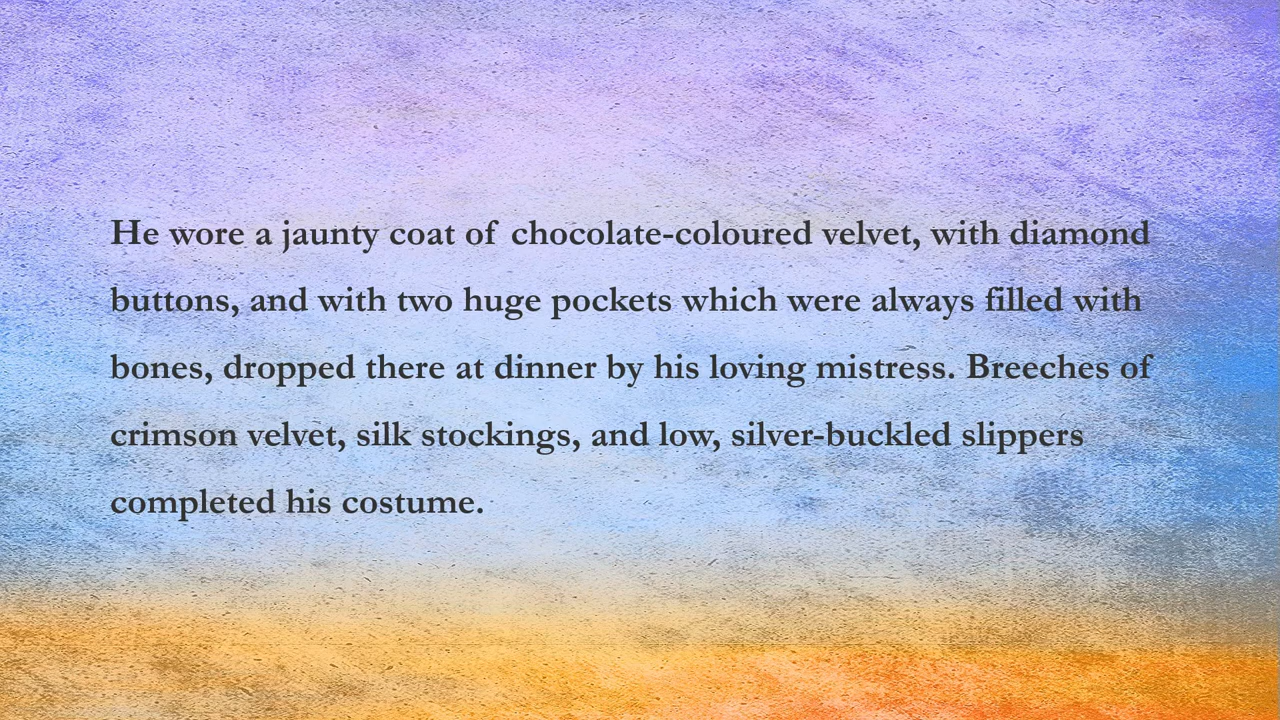 He wore a jaunty coat of chocolate-coloured velvet, with diamond
buttons, and with two huge pockets which were always filled with
bones, dropped there at dinner by his loving mistress. Breeches of
crimson velvet, silk stockings, and low, silver-buckled slippers
completed his costume.